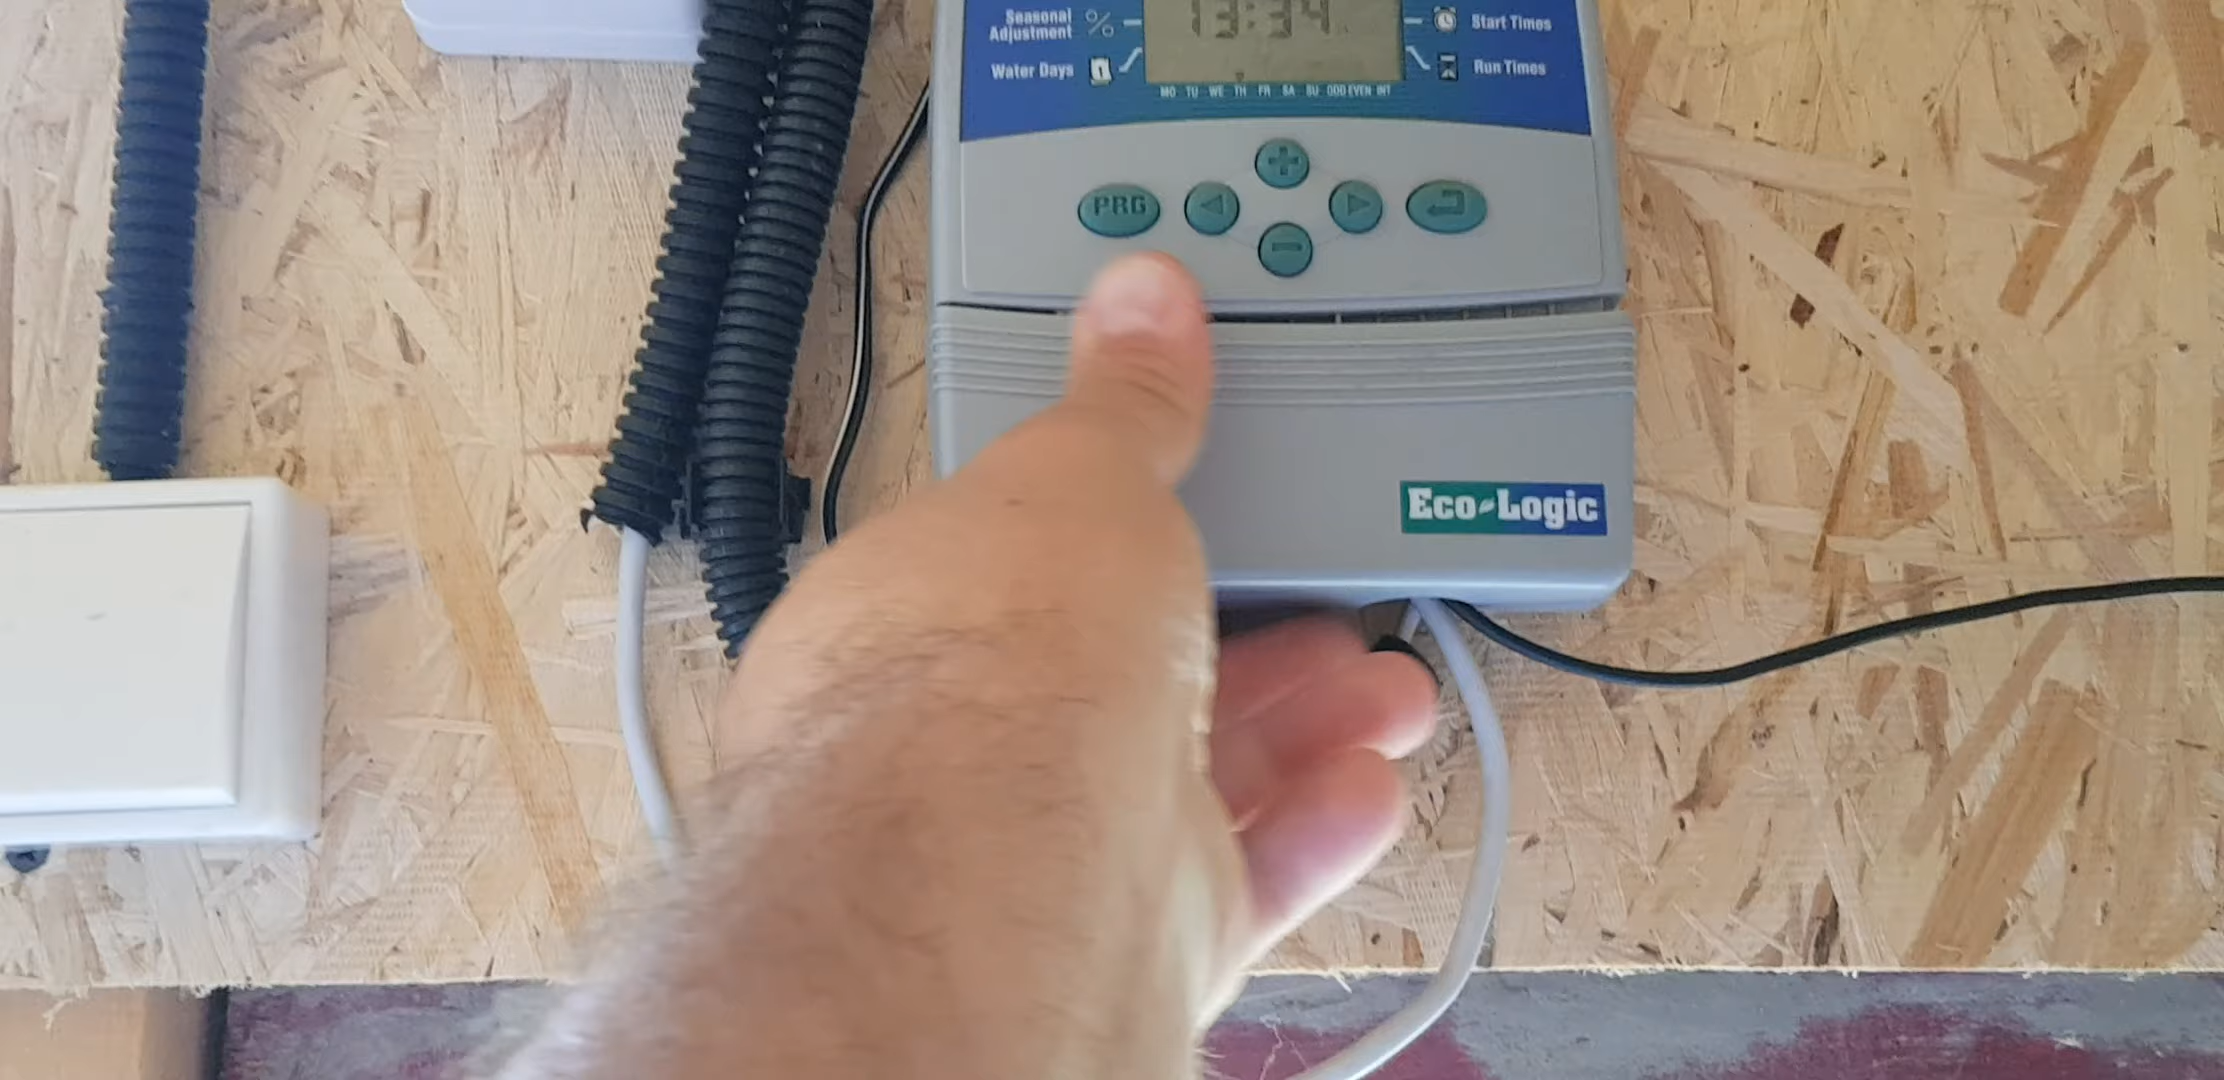 Seasonal
Adjustment %
13:34
Start Times
Water Days 1
Run Times
MO TU WE TH FR SA SU ODD EVEN INT
+
PRG
−
Eco-Logic